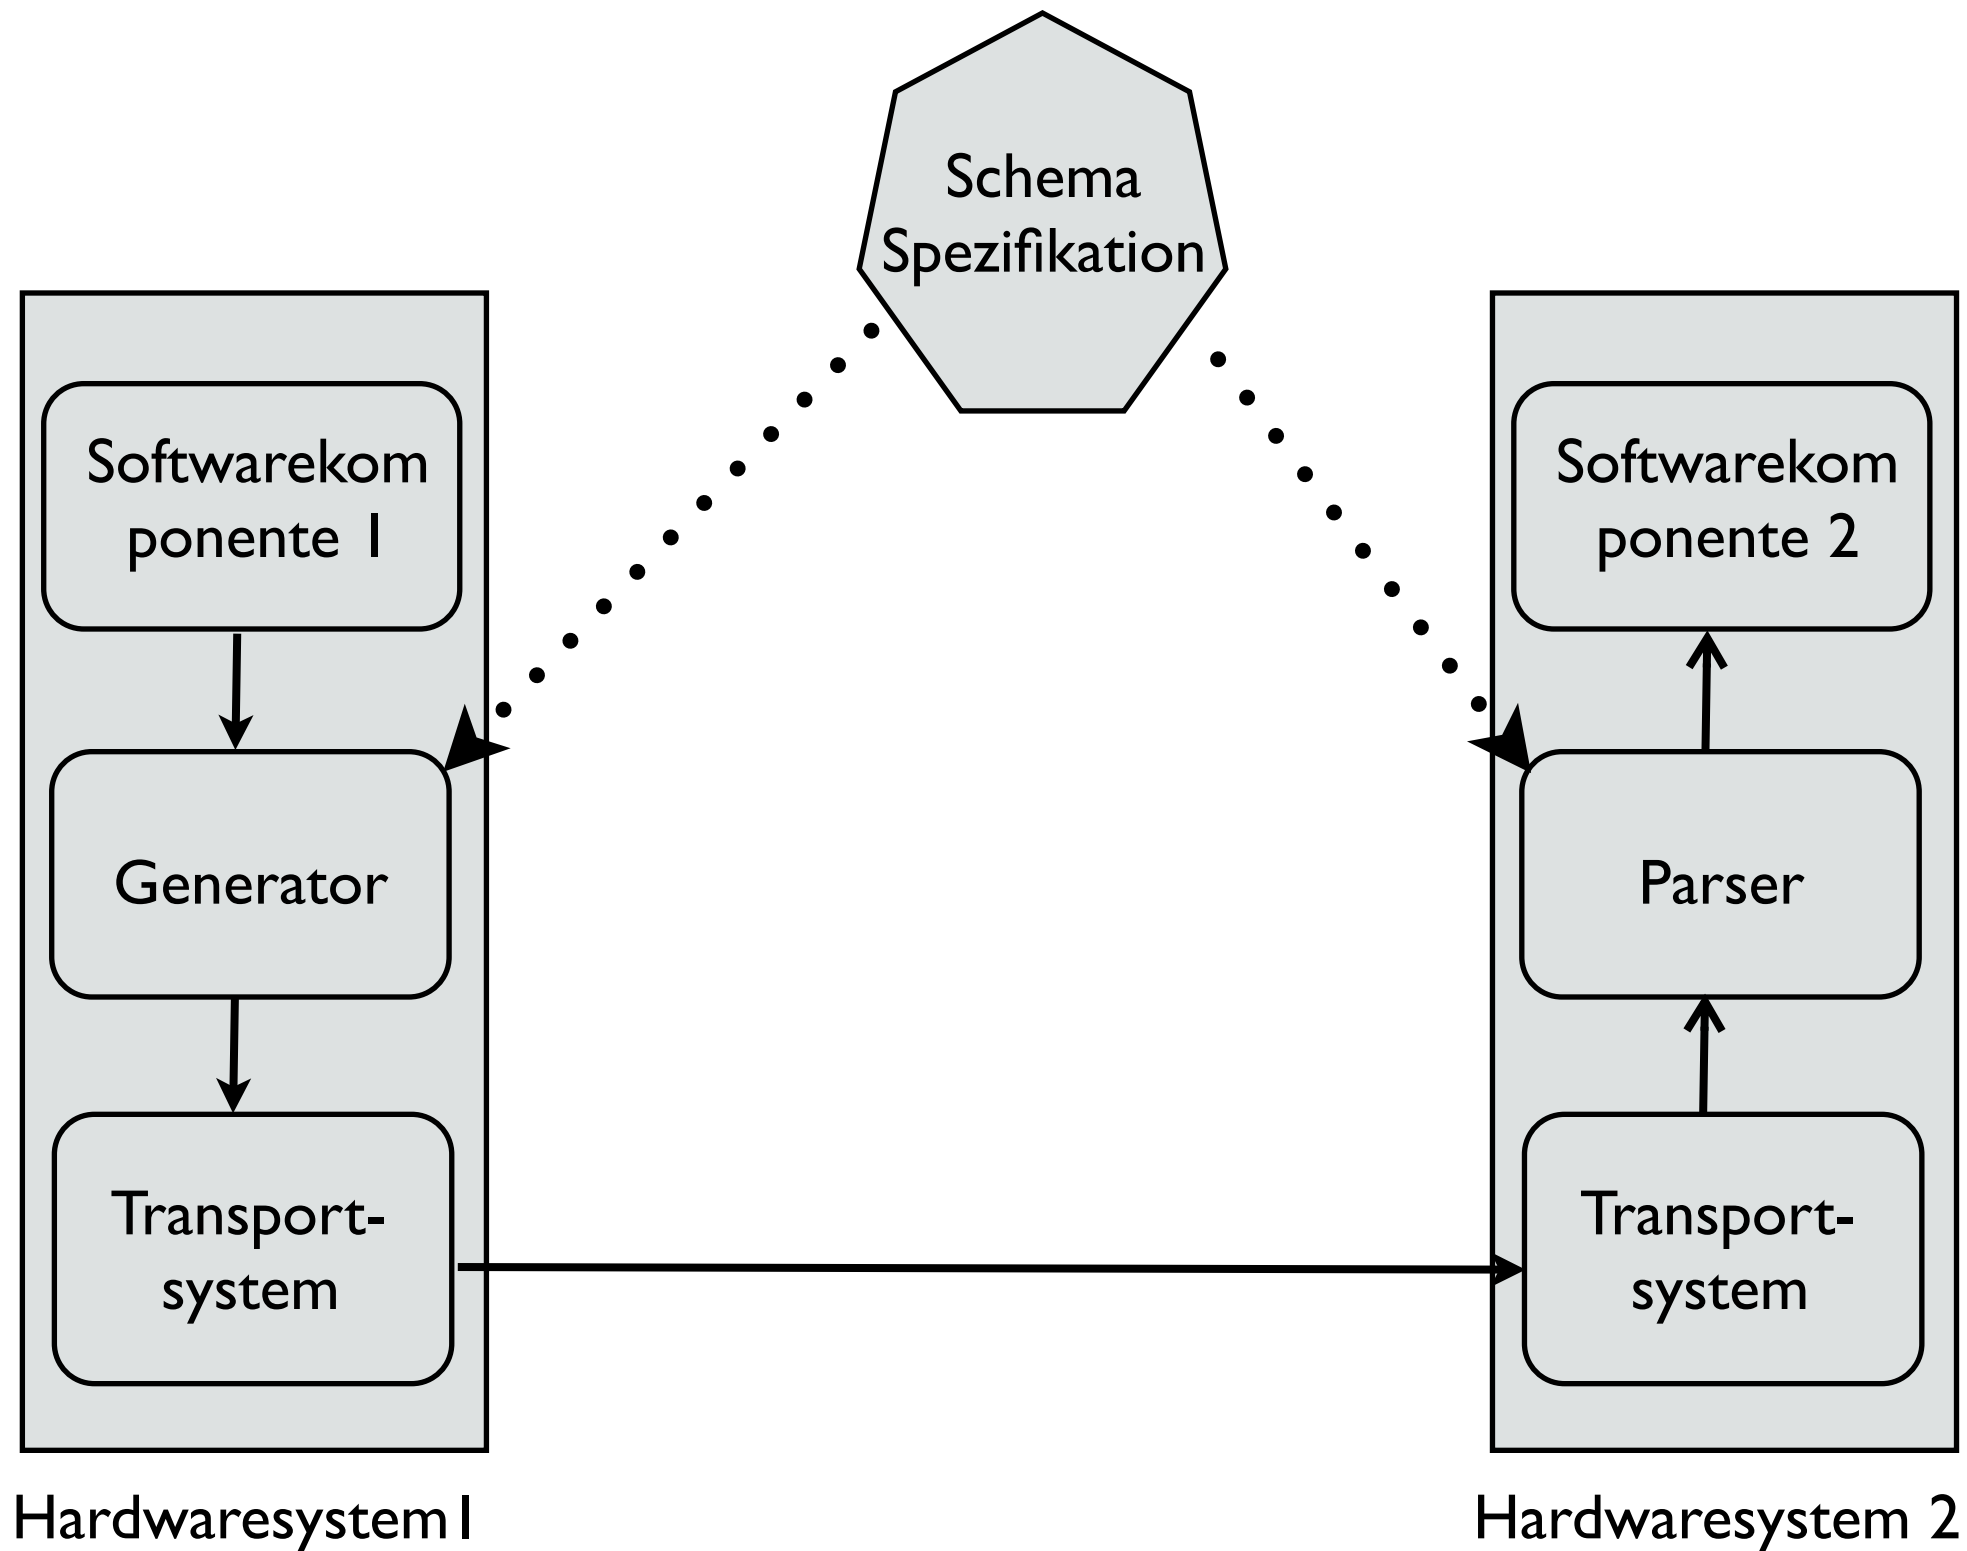 Schema
Spezifikation
Softwarekom
ponente 1
Generator
Transport-
system
Hardwaresystem1
Softwarekom
ponente 2
Parser
Transport-
system
Hardwaresystem 2